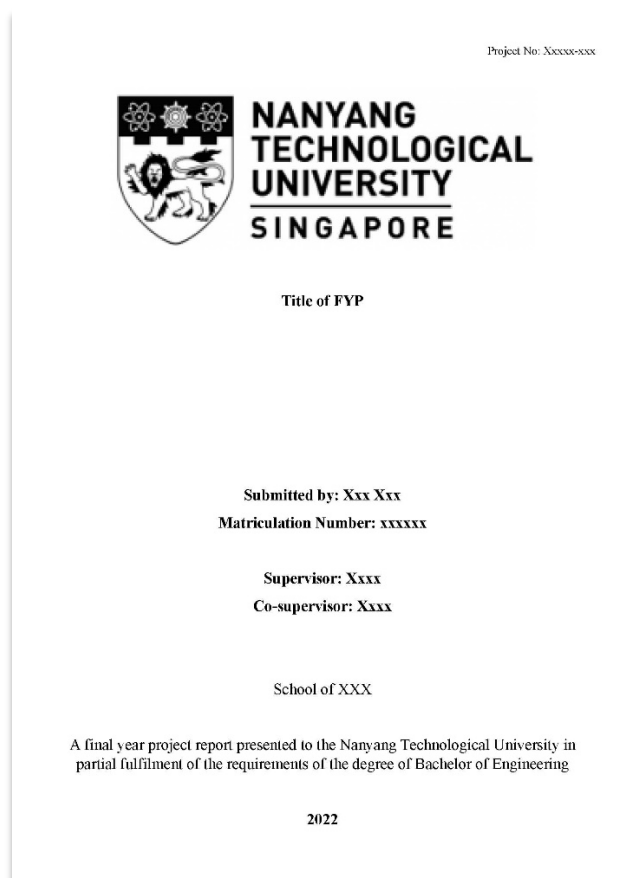 Project No: Xxxxx-xxx
NANYANG
TECHNOLOGICAL
UNIVERSITY
SINGAPORE
Title of FYP
Submitted by: Xxx Xxx
Matriculation Number: xxxxxx
Supervisor: Xxxx
Co-supervisor: Xxxx
School of XXX
A final year project report presented to the Nanyang Technological University in
partial fulfilment of the requirements of the degree of Bachelor of Engineering
2022